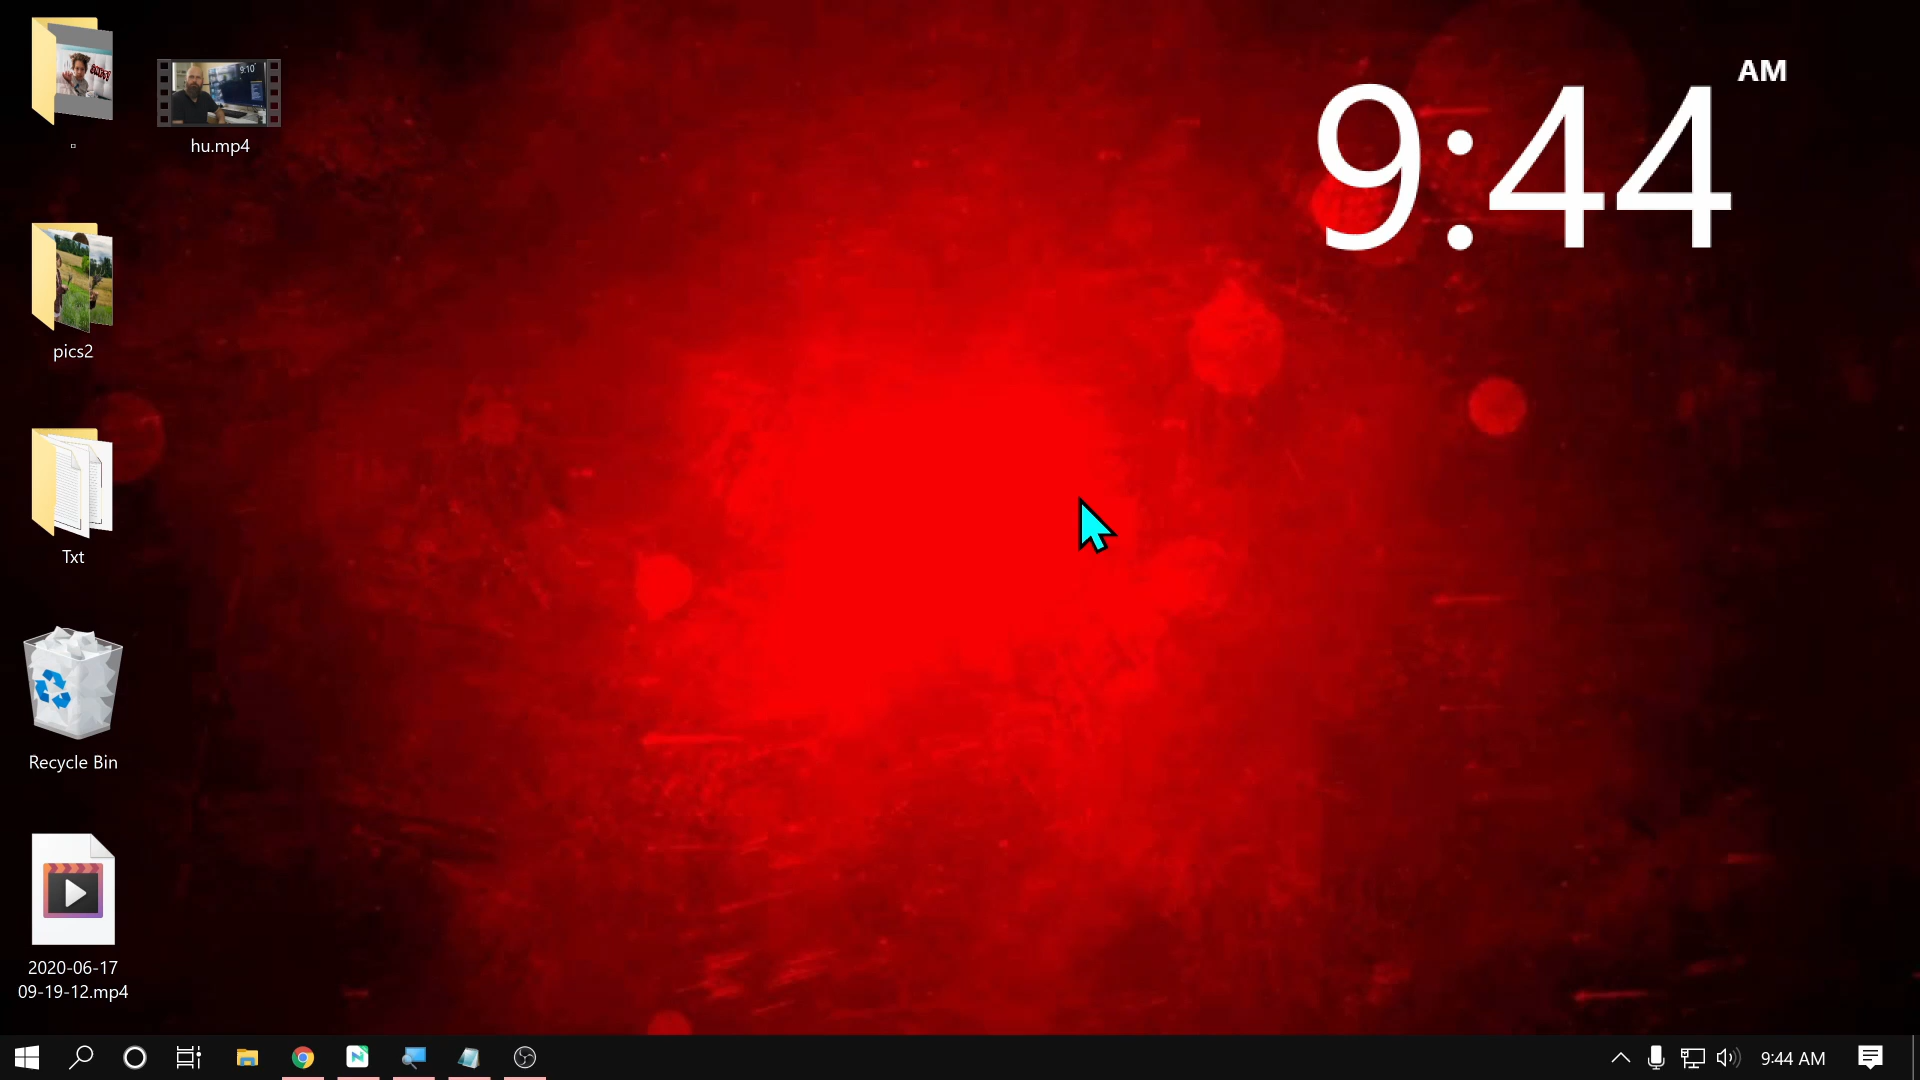 hu.mp4
AM
9:44
pics2
Txt
Recycle Bin
2020-06-17
09-19-12.mp4
9:44 AM